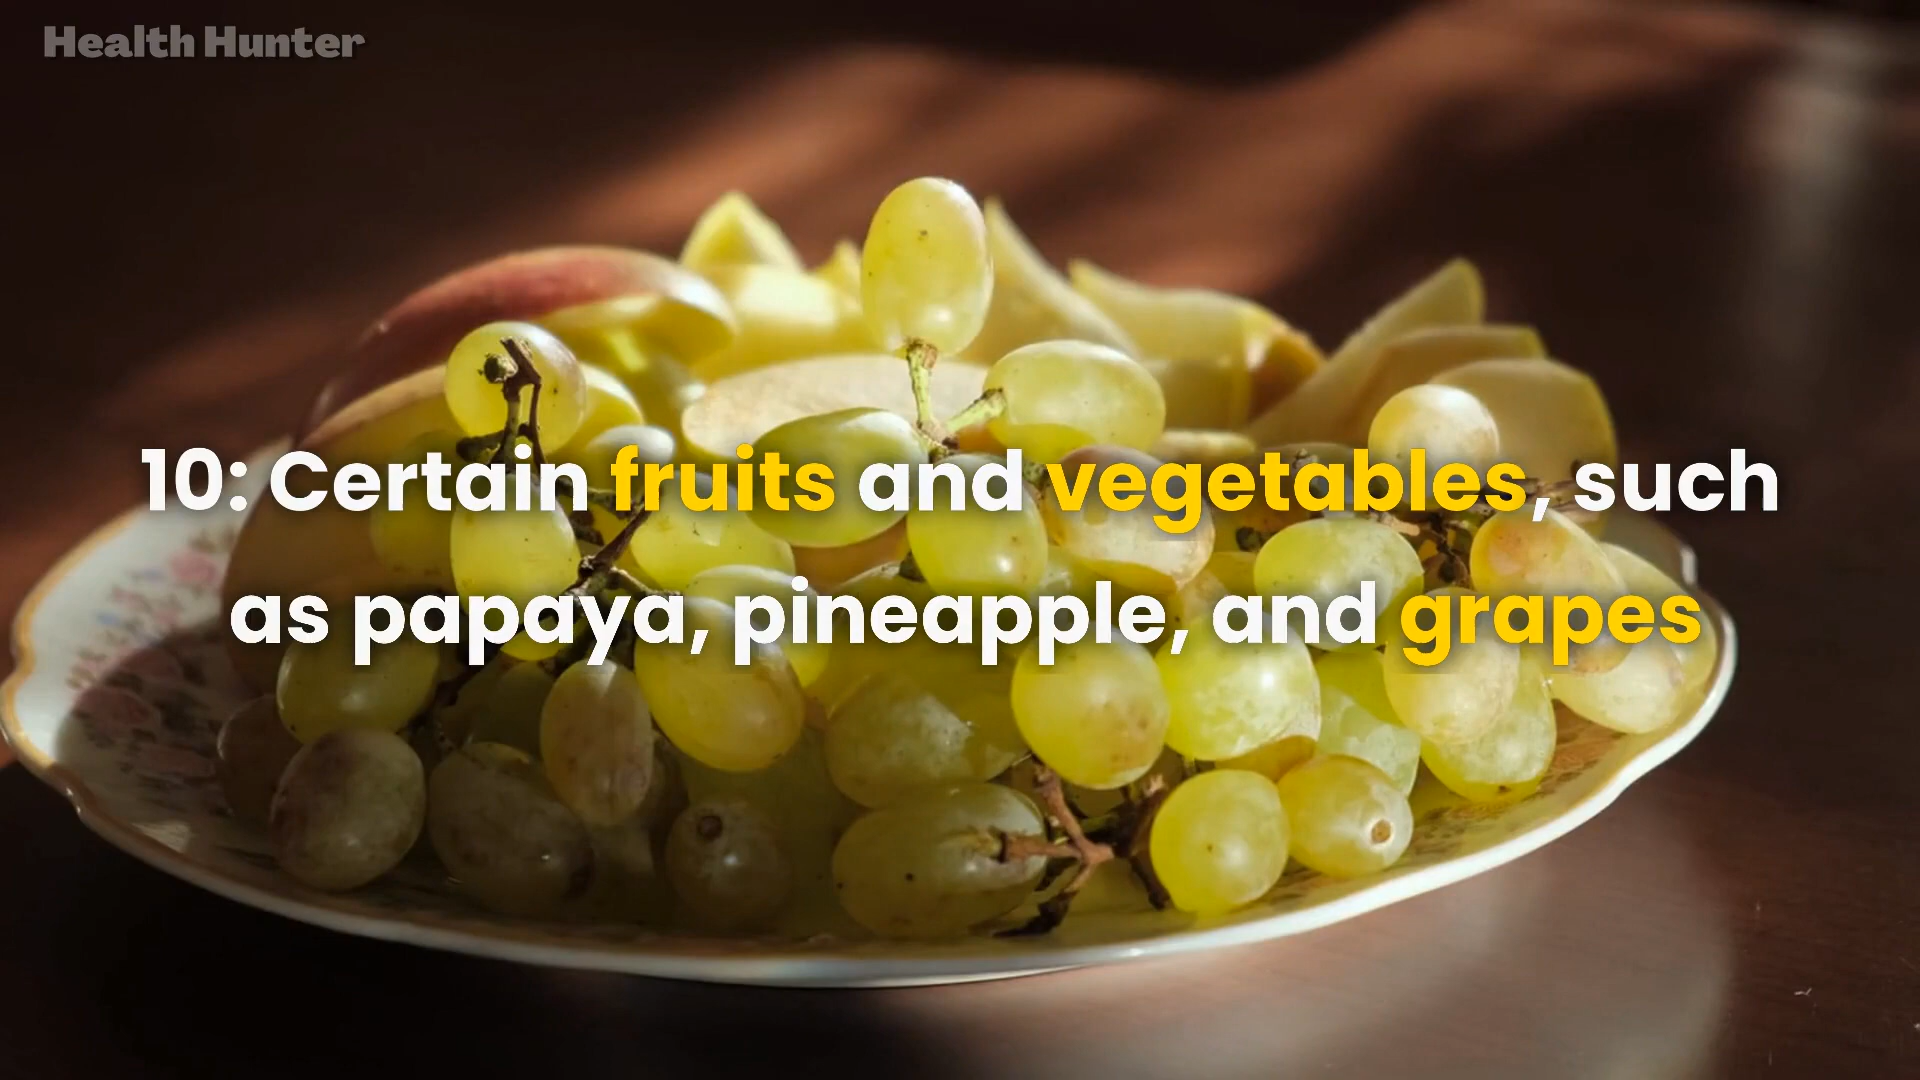 Health Hunter
10: Certain fruits and vegetables, such
as papaya, pineapple, and grapes